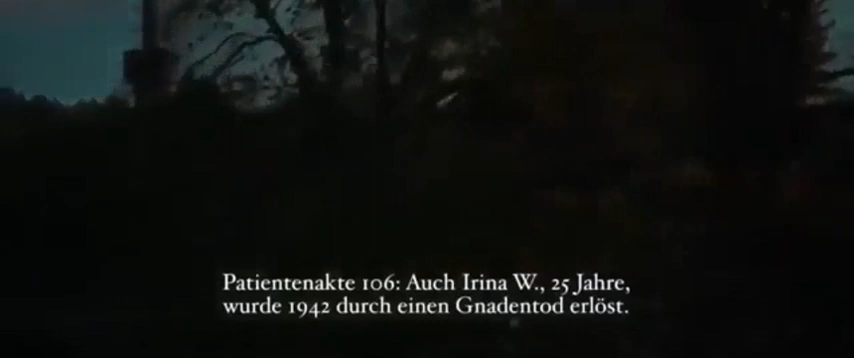 Patientenakte 106: Auch Irina W., 25 Jahre,
wurde 1942 durch einen Gnadentod erlöst.